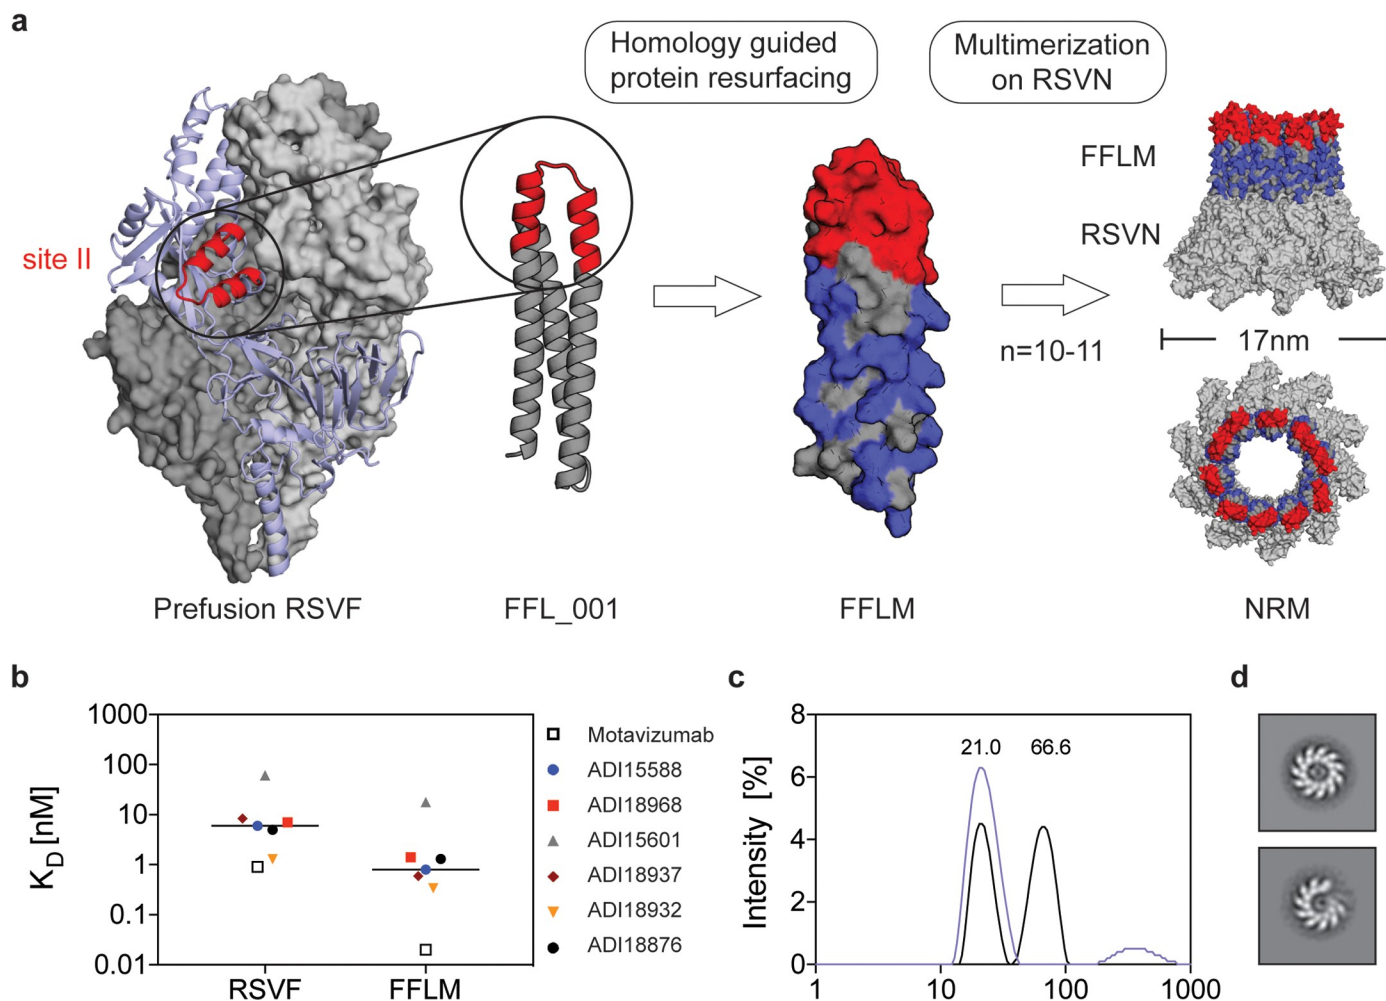 a
Homology guided
protein resurfacing
Multimerization
on RSVN
FFLM
RSVN
site II
n=10-11
17nm
Prefusion RSVF
FFL_001
FFLM
NRM
b
1000
100
10
1
0.1
0.01
K_D [nM]
RSVF
FFLM
Motavizumab
ADI15588
ADI18968
ADI15601
ADI18937
ADI18932
ADI18876
c
8
6
4
2
0
Intensity [%]
21.0
66.6
1
10
100
1000
d